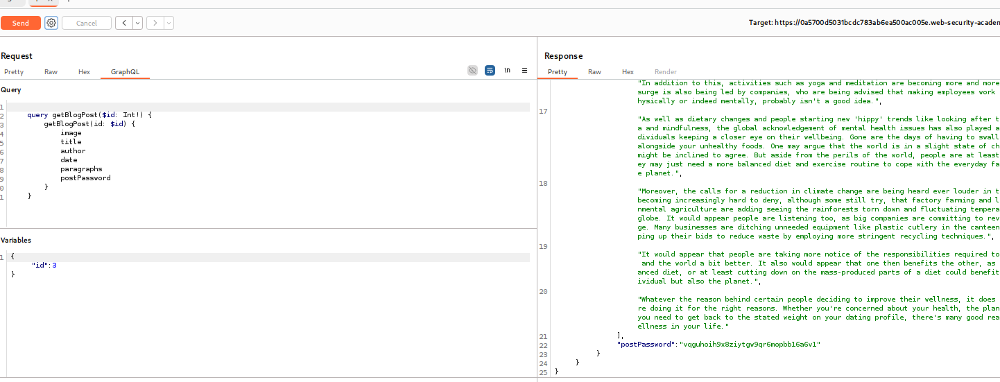 Send
Cancel
Target: https://0a5700d5031bcdc783ab6ea500ac005e.web-security-academ
Request
Pretty Raw Hex GraphQL
\n
Query
1
2 query getBlogPost($id: Int!) {
3 getBlogPost(id: $id) {
4 image
5 title
6 author
7 date
8 paragraphs
9 postPassword
0 }
1 }
Variables
1 {
"id":3
}
Response
Pretty Raw Hex Render
"In addition to this, activities such as yoga and meditation are becoming more and more
surge is also being led by companies, who are being advised that making employees work
hysically or indeed mentally, probably isn't a good idea.",
17
"As well as dietary changes and people starting new 'hippy' trends like looking after t
a and mindfulness, the global acknowledgement of mental health issues has also played a
dividuals keeping a closer eye on their wellbeing. Gone are the days of having to swall
alongside your unhealthy foods. One may argue that the world is in a slight state of ch
might be inclined to agree. But aside from the perils of the world, people are at least
ey may just need a more balanced diet and exercise routine to cope with the everyday fa
e planet.",
18
"Moreover, the calls for a reduction in climate change are being heard ever louder in t
becoming increasingly hard to deny, although some still try, that factory farming and l
nmental agriculture are adding seeing the rainforests torn down and fluctuating tempera
globe. It would appear people are listening too, as big companies are committing to rev
ge. Many businesses are ditching unneeded equipment like plastic cutlery in the canteen
ping up their bids to reduce waste by employing more stringent recycling techniques.",
19
"It would appear that people are taking more notice of the responsibilities required to
and the world a bit better. It also would appear that one then benefits the other, as
anced diet, or at least cutting down on the mass-produced parts of a diet could benefit
ividual but also the planet.",
20
"Whatever the reason behind certain people deciding to improve their wellness, it does
re doing it for the right reasons. Whether you're concerned about your health, the plan
you need to get back to the stated weight on your dating profile, there's many good rea
ellness in your life."
21 ],
22 "postPassword":"vqguhoih9x8ziytgw9qr6mopbb16a6vl"
23 }
24 }
25 }